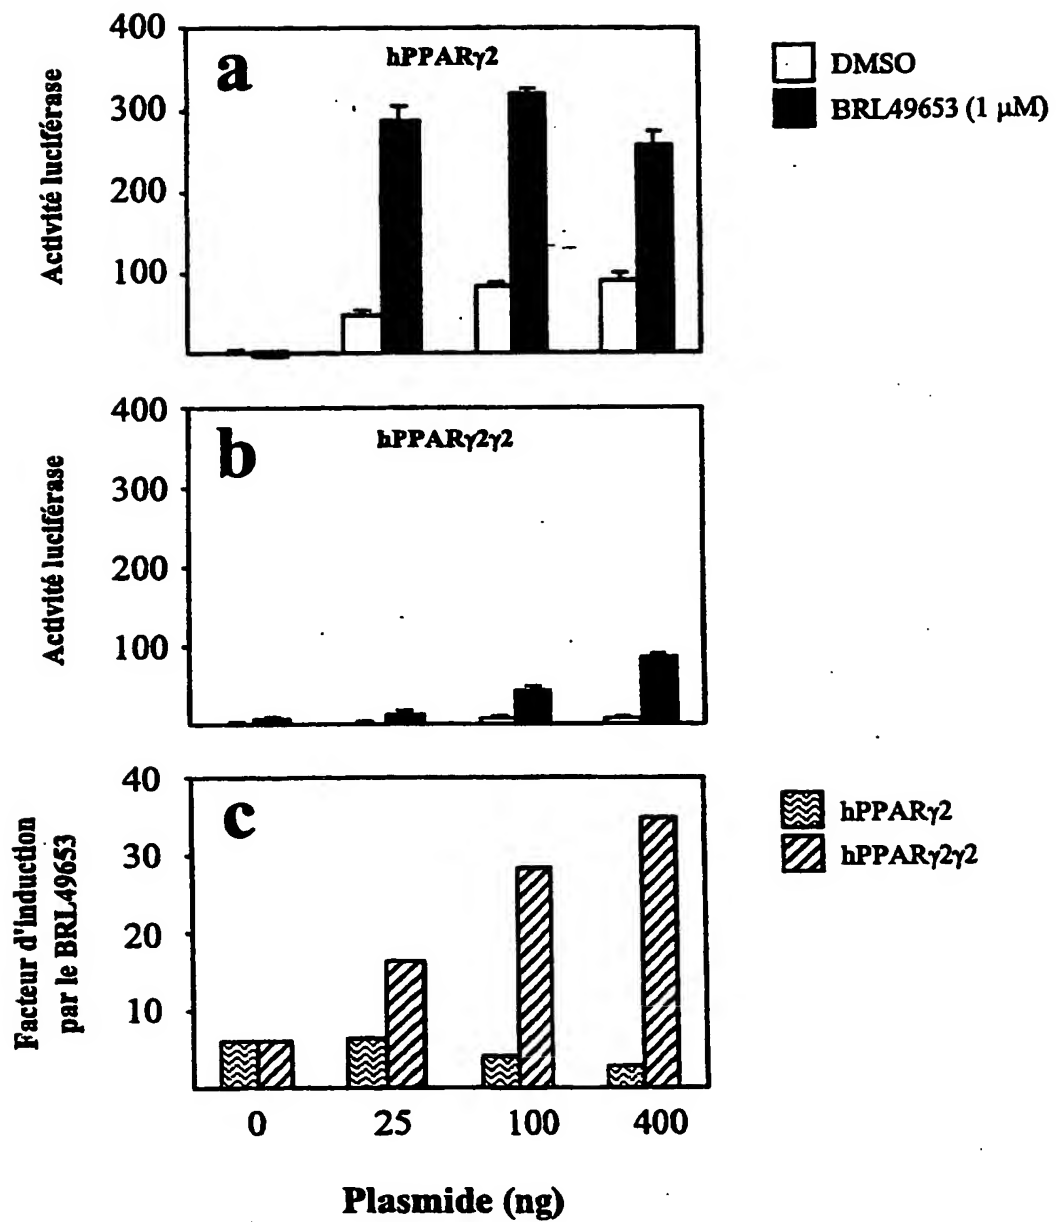 400
300
200
100
Activité luciférase
a
hPPARγ2
DMSO
BRL49653 (1 μM)
400
300
200
100
Activité luciférase
b
hPPARγ2γ2
40
30
20
10
Facteur d'induction
par le BRL49653
c
hPPARγ2
hPPARγ2γ2
0 25 100 400
Plasmide (ng)